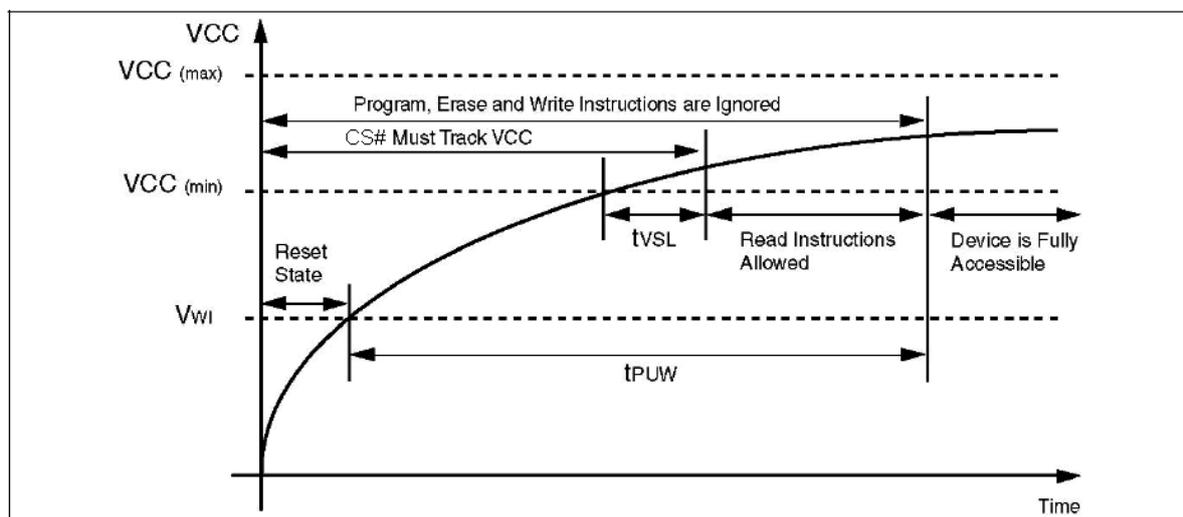 VCC
VCC (max)
Program, Erase and Write Instructions are Ignored
CS# Must Track VCC
VCC (min)
tVSL
Read Instructions
Allowed
Device is Fully
Accessible
Reset
State
VWI
tPUW
Time